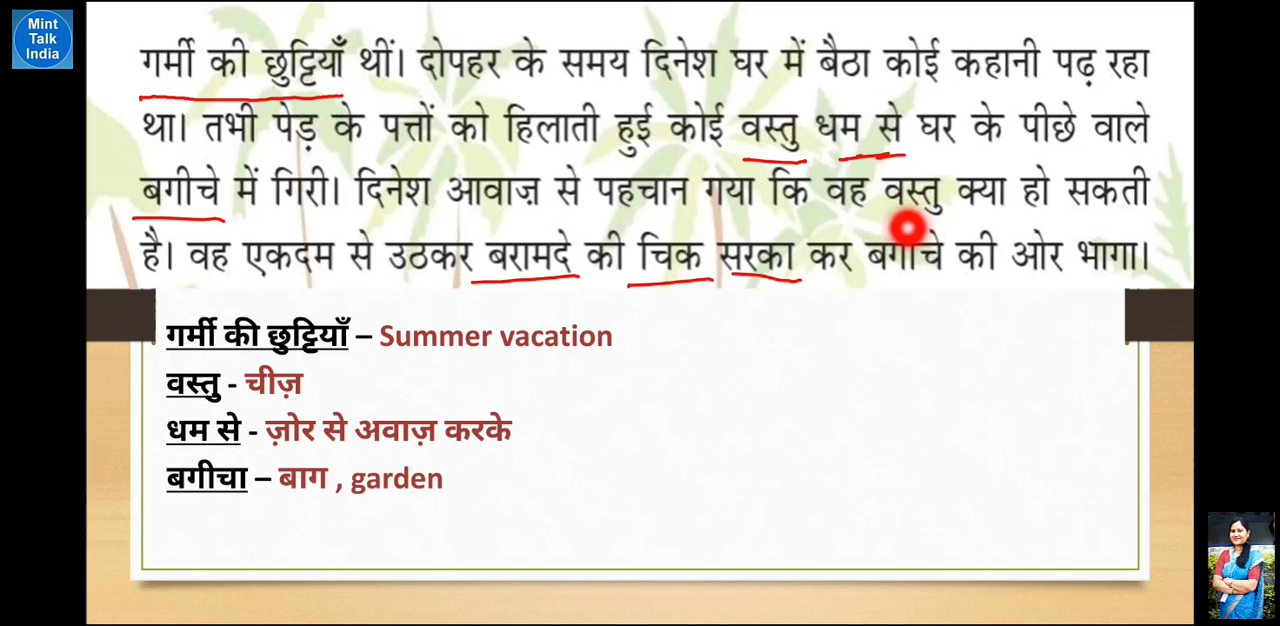 Mint
Talk
India
गर्मी की छुट्टियाँ थीं। दोपहर के समय दिनेश घर में बैठा कोई कहानी पढ़ रहा
था। तभी पेड़ के पत्तों को हिलाती हुई कोई वस्तु धम से घर के पीछे वाले
बगीचे में गिरी। दिनेश आवाज़ से पहचान गया कि वह वस्तु क्या हो सकती
है। वह एकदम से उठकर बरामदे की चिक सरका कर बगीचे की ओर भागा।
गर्मी की छुट्टियाँ – Summer vacation
वस्तु - चीज़
धम से - ज़ोर से अवाज़ करके
बगीचा – बाग , garden